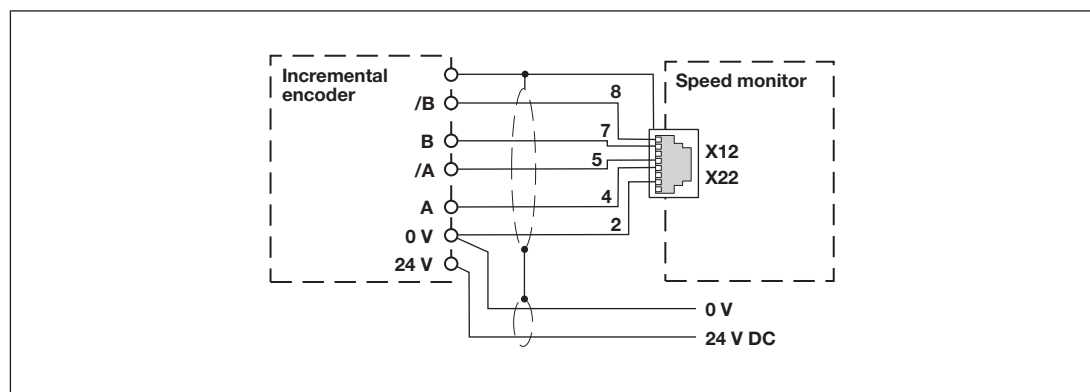 Incremental
encoder
Speed monitor
/B
8
B
7
X12
/A
5
X22
A
4
0 V
2
24 V
0 V
24 V DC